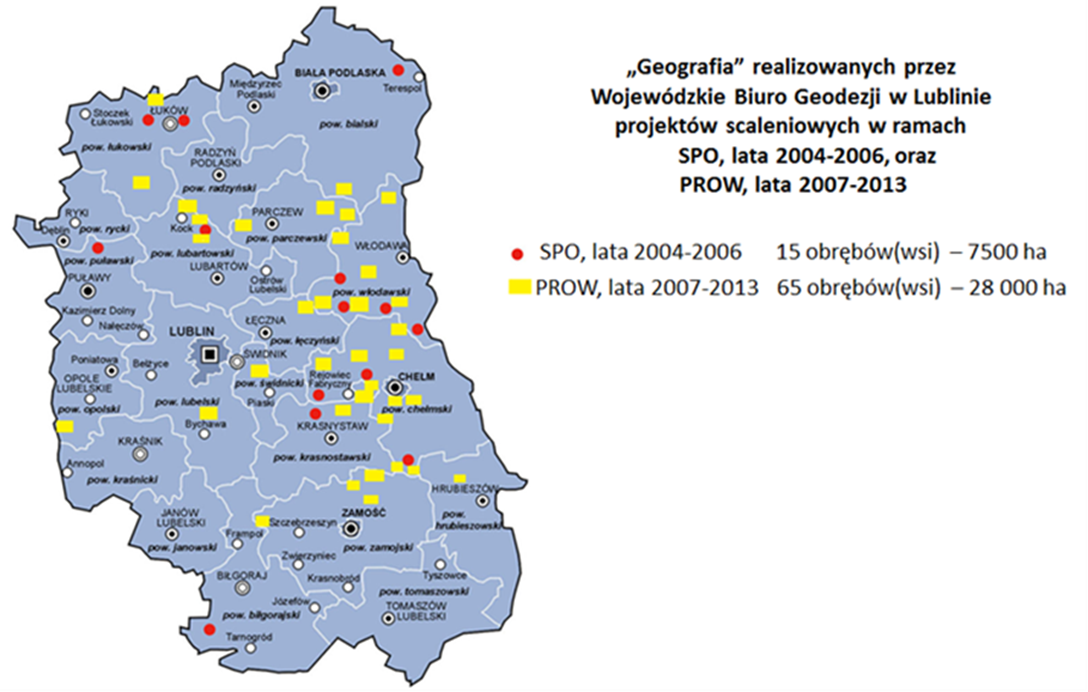 „Geografia” realizowanych przez
Wojewódzkie Biuro Geodezji w Lublinie
projektów scaleniowych w ramach
SPO, lata 2004-2006, oraz
PROW, lata 2007-2013
SPO, lata 2004-2006 15 obrębów(wsi) – 7500 ha
PROW, lata 2007-2013 65 obrębów(wsi) – 28 000 ha
BIAŁA PODLASKA
Terespol
Międzyrzec
Podlaski
pow. bialski
Stoczek
Łukowski
ŁUKÓW
pow. łukowski
RADZYŃ
PODLASKI
pow. radzyński
RYKI
Dęblin
pow. rycki
Kock
PARCZEW
pow. parczewski
WŁODAWA
pow. puławski
pow. lubartowski
PUŁAWY
LUBARTÓW
Ostrów
Lubelski
pow. włodawski
Kazimierz Dolny
Nałęczów
LUBLIN
ŁĘCZNA
pow. łęczyński
ŚWIDNIK
Poniatowa
Bełżyce
OPOLE
LUBELSKIE
pow. opolski
pow. lubelski
pow. świdnicki
Piaski
Rejowiec
Fabryczny
CHEŁM
pow. chełmski
Bychawa
KRASNYSTAW
KRAŚNIK
pow. krasnostawski
Annopol
pow. kraśnicki
HRUBIESZÓW
pow.
hrubieszowski
JANÓW
LUBELSKI
pow. janowski
Frampol
Szczebrzeszyn
ZAMOŚĆ
pow. zamojski
Zwierzyniec
BIŁGORAJ
Krasnobród
Tyszowce
pow. tomaszowski
Józefów
pow. biłgorajski
TOMASZÓW
LUBELSKI
Tarnogród